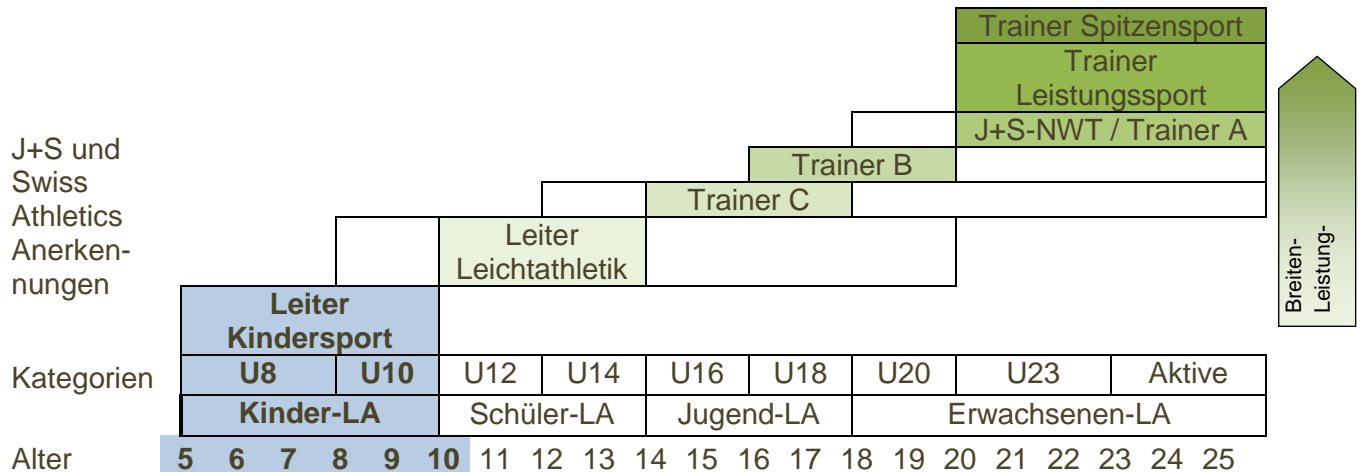 Trainer Spitzensport
Trainer
Leistungssport
J+S-NWT / Trainer A
J+S und
Swiss
Athletics
Anerken-
nungen
Trainer B
Trainer C
Leiter
Leichtathletik
Leiter
Kindersport
Breiten-
Leistung-
Kategorien U8 U10 U12 U14 U16 U18 U20 U23 Aktive
Kinder-LA Schüler-LA Jugend-LA Erwachsenen-LA
Alter 5 6 7 8 9 10 11 12 13 14 15 16 17 18 19 20 21 22 23 24 25